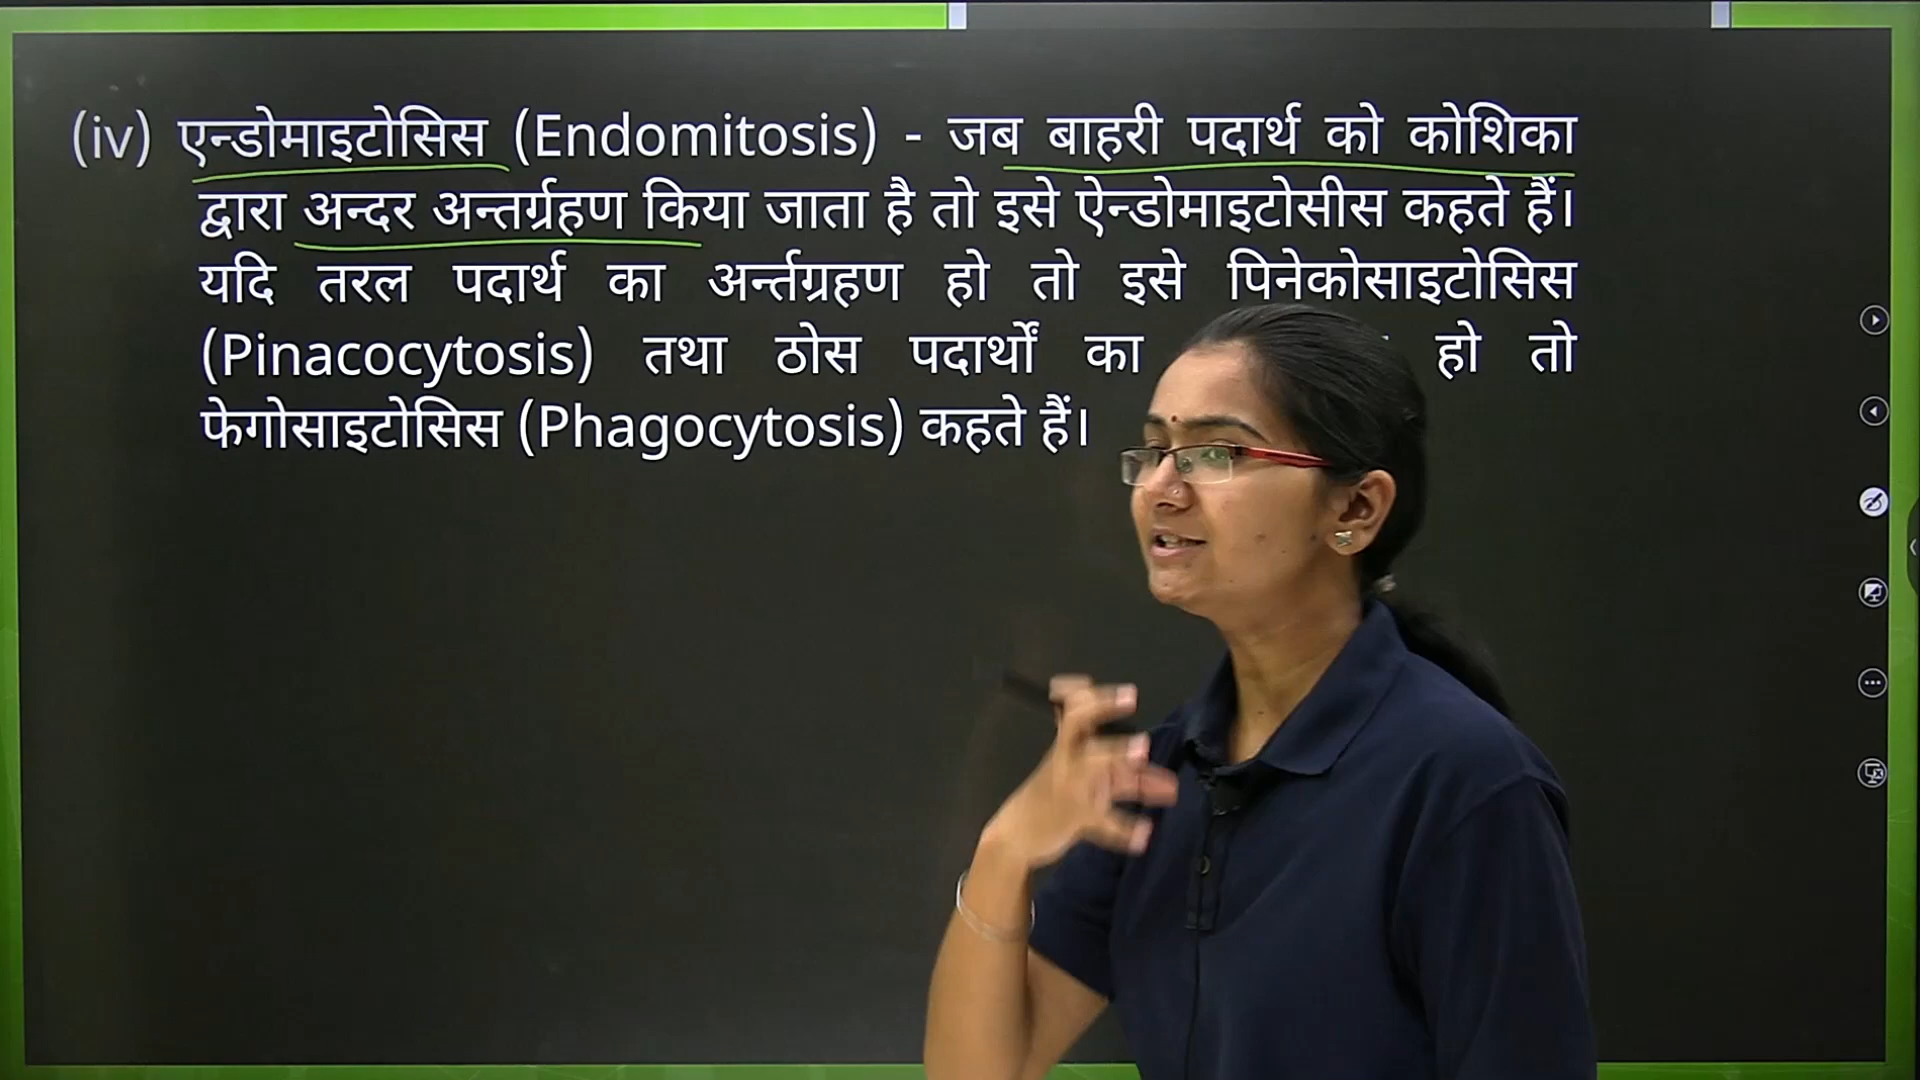 (iv) एन्डोमाइटोसिस (Endomitosis) - जब बाहरी पदार्थ को कोशिका
द्वारा अन्दर अन्तर्ग्रहण किया जाता है तो इसे ऐन्डोमाइटोसीस कहते हैं।
यदि तरल पदार्थ का अर्न्तग्रहण हो तो इसे पिनेकोसाइटोसिस
(Pinacocytosis) तथा ठोस पदार्थों का हो तो
फेगोसाइटोसिस (Phagocytosis) कहते हैं।